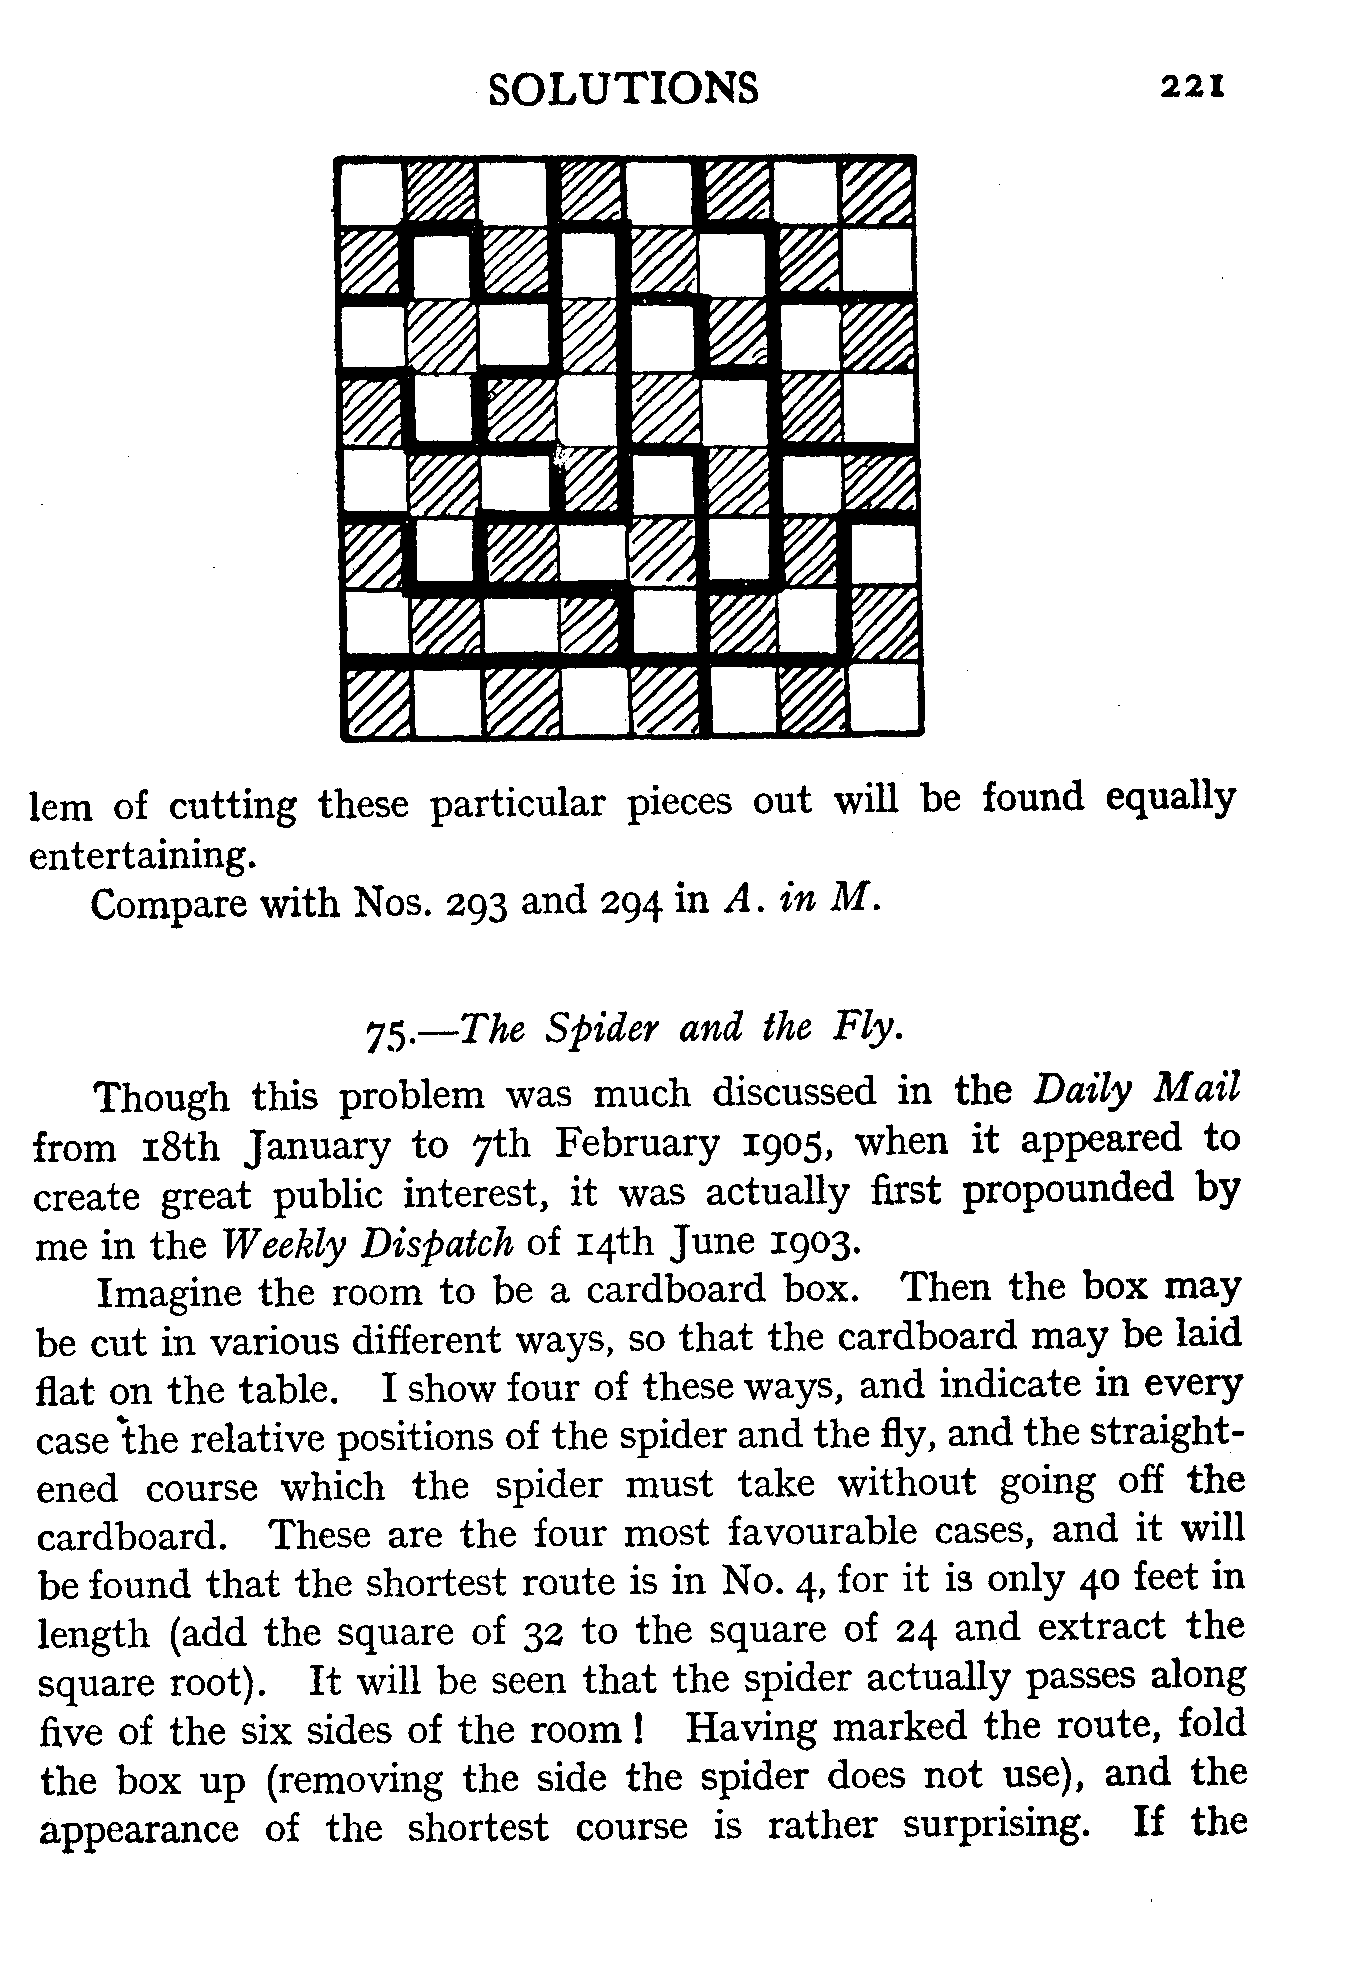 SOLUTIONS 221
lem of cutting these particular pieces out will be found equally
entertaining.
Compare with Nos. 293 and 294 in A. in M.
75.—The Spider and the Fly.
Though this problem was much discussed in the Daily Mail
from 18th January to 7th February 1905, when it appeared to
create great public interest, it was actually first propounded by
me in the Weekly Dispatch of 14th June 1903.
Imagine the room to be a cardboard box. Then the box may
be cut in various different ways, so that the cardboard may be laid
flat on the table. I show four of these ways, and indicate in every
case the relative positions of the spider and the fly, and the straight-
ened course which the spider must take without going off the
cardboard. These are the four most favourable cases, and it will
be found that the shortest route is in No. 4, for it is only 40 feet in
length (add the square of 32 to the square of 24 and extract the
square root). It will be seen that the spider actually passes along
five of the six sides of the room! Having marked the route, fold
the box up (removing the side the spider does not use), and the
appearance of the shortest course is rather surprising. If the